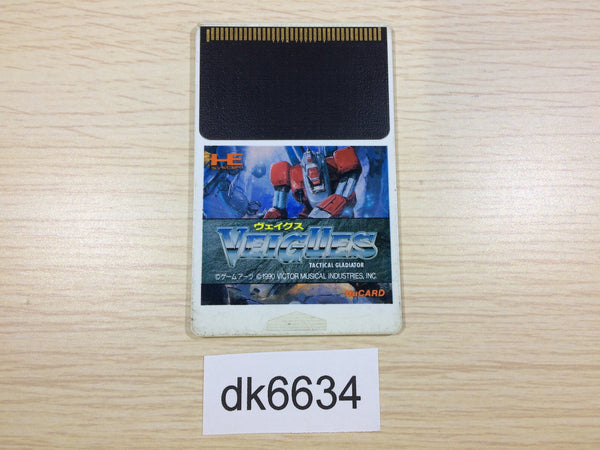 HE
ヴェイグス
VEIGUES
TACTICAL GLADIATOR
©ゲームアーツ ©1990 VICTOR MUSICAL INDUSTRIES, INC.
HuCARD
dk6634